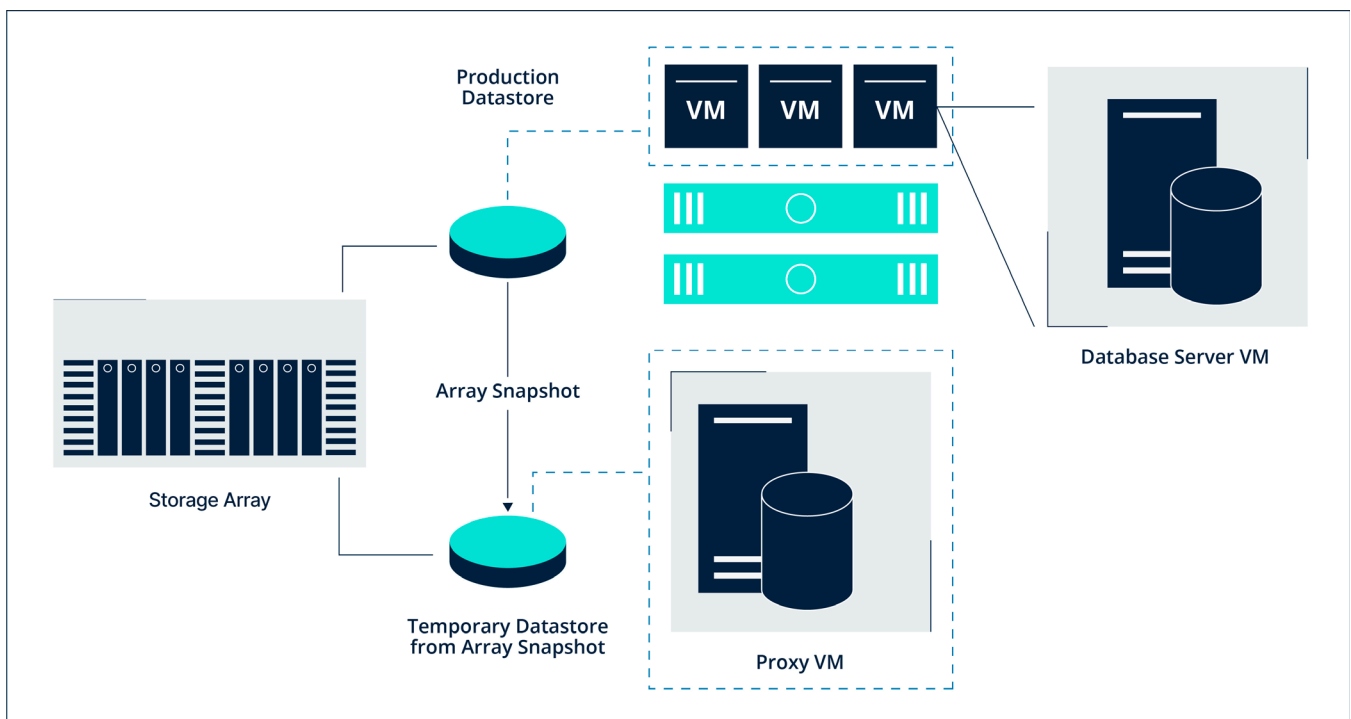 Production
Datastore
VM VM VM
Database Server VM
Array Snapshot
Storage Array
Temporary Datastore
from Array Snapshot
Proxy VM